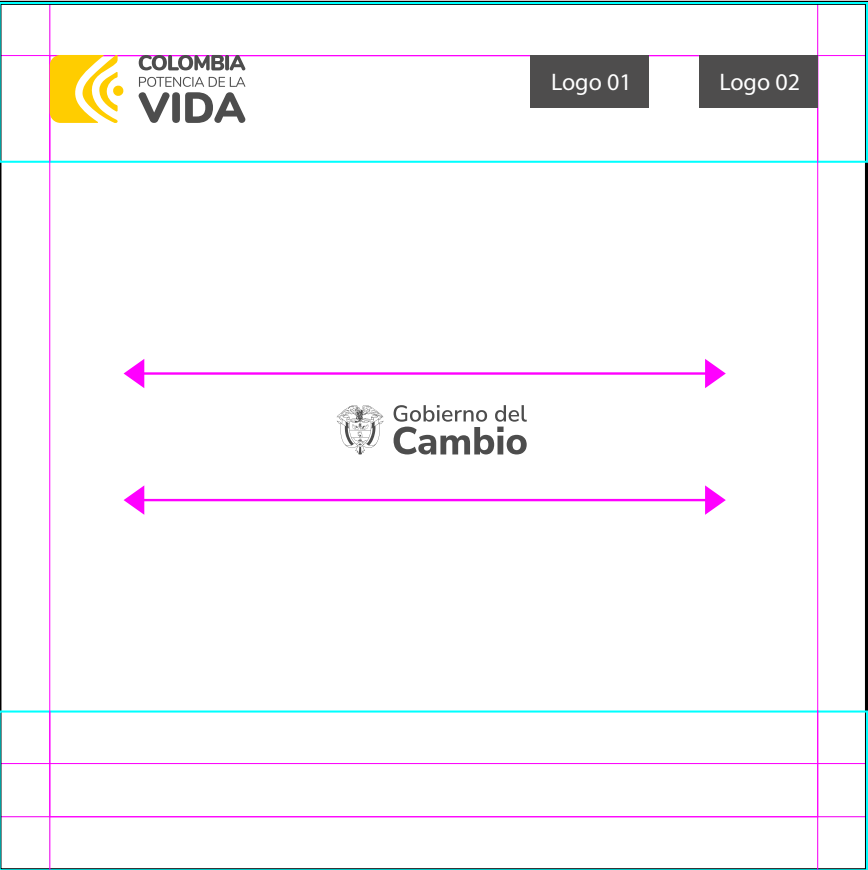 COLOMBIA
POTENCIA DE LA
VIDA
Logo 01
Logo 02
Gobierno del
Cambio